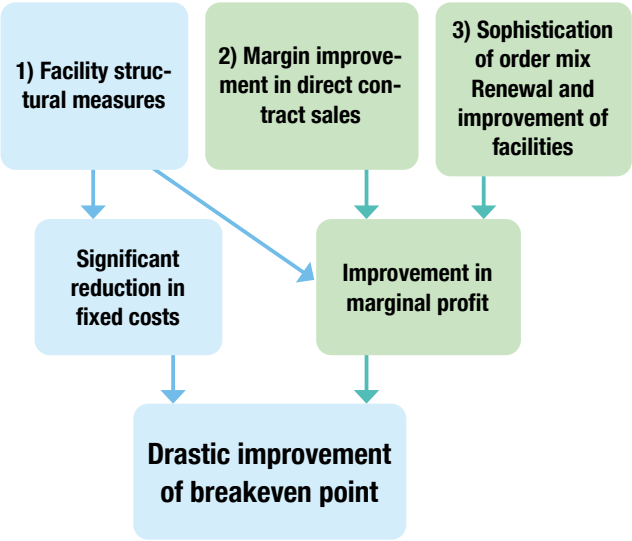 1) Facility struc-
tural measures
2) Margin improve-
ment in direct con-
tract sales
3) Sophistication
of order mix
Renewal and
improvement of
facilities
Significant
reduction in
fixed costs
Improvement in
marginal profit
Drastic improvement
of breakeven point